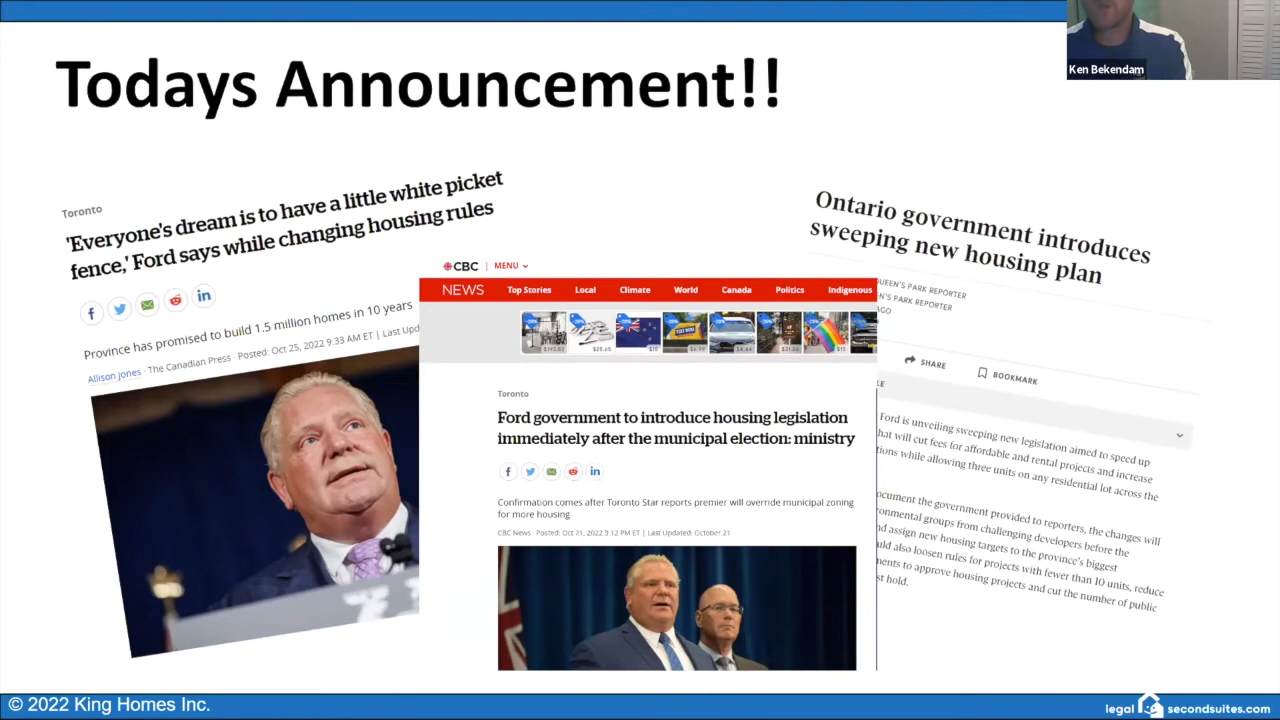 Todays Announcement!!
Ken Bekendam
Toronto
'Everyone's dream is to have a little white picket
fence,' Ford says while changing housing rules
Province has promised to build 1.5 million homes in 10 years
Allison Jones · The Canadian Press · Posted: Oct 25, 2022 9:33 AM ET | Last Upd
CBC | MENU
NEWS Top Stories Local Climate World Canada Politics Indigenous
Toronto
Ford government to introduce housing legislation
immediately after the municipal election: ministry
Confirmation comes after Toronto Star reports premier will override municipal zoning
for more housing
CBC News · Posted: Oct 21, 2022 3:12 PM ET | Last Updated: October 21
Ontario government introduces
sweeping new housing plan
UEEN'S PARK REPORTER
N'S PARK REPORTER
AGO
SHARE BOOKMARK
LE
Ford is unveiling sweeping new legislation aimed to speed up
hat will cut fees for affordable and rental projects and increase
tions while allowing three units on any residential lot across the
ocument the government provided to reporters, the changes will
onmental groups from challenging developers before the
nd assign new housing targets to the province's biggest
uld also loosen rules for projects with fewer than 10 units, reduce
ments to approve housing projects and cut the number of public
st hold.
© 2022 King Homes Inc.
legal secondsuites.com